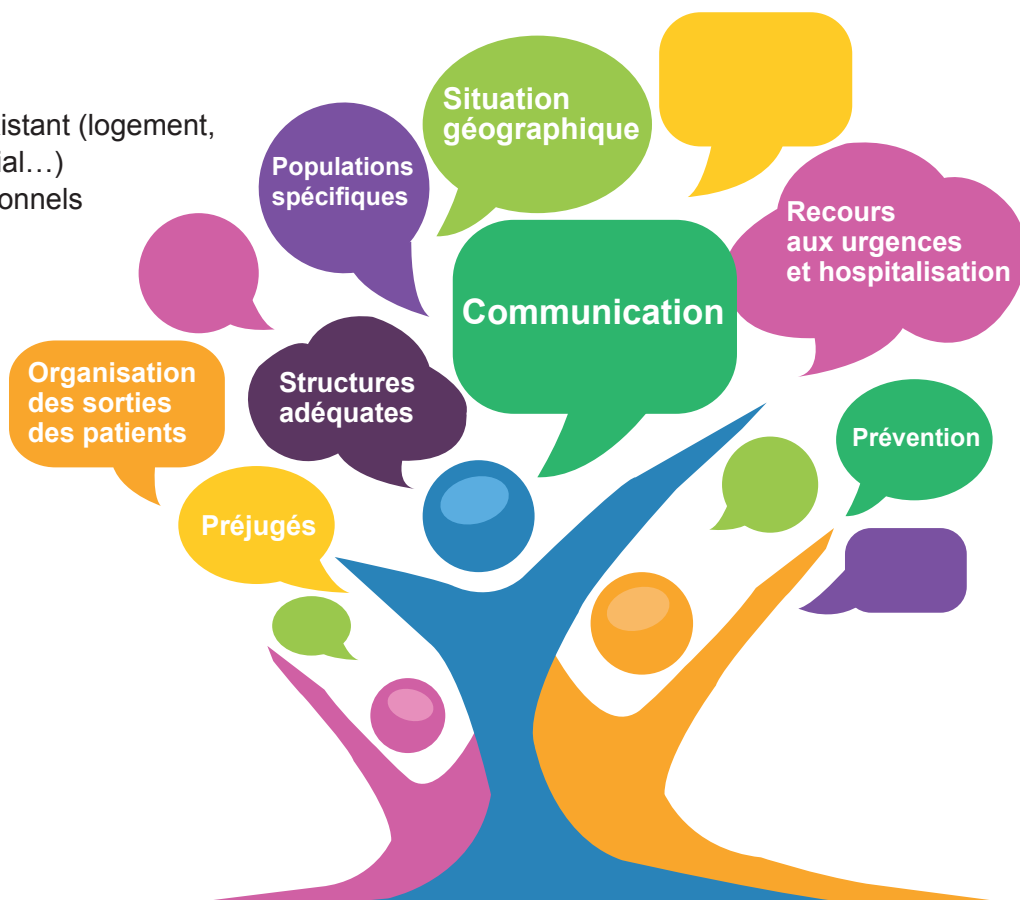 istant (logement,
ial…)
onnels
Situation
géographique
Populations
spécifiques
Recours
aux urgences
et hospitalisation
Communication
Organisation
des sorties
des patients
Structures
adéquates
Prévention
Préjugés